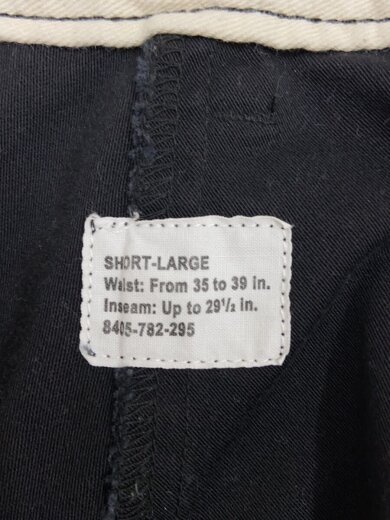 SHORT-LARGE
Waist: From 35 to 39 in.
Inseam: Up to 29½ in.
8405-782-295